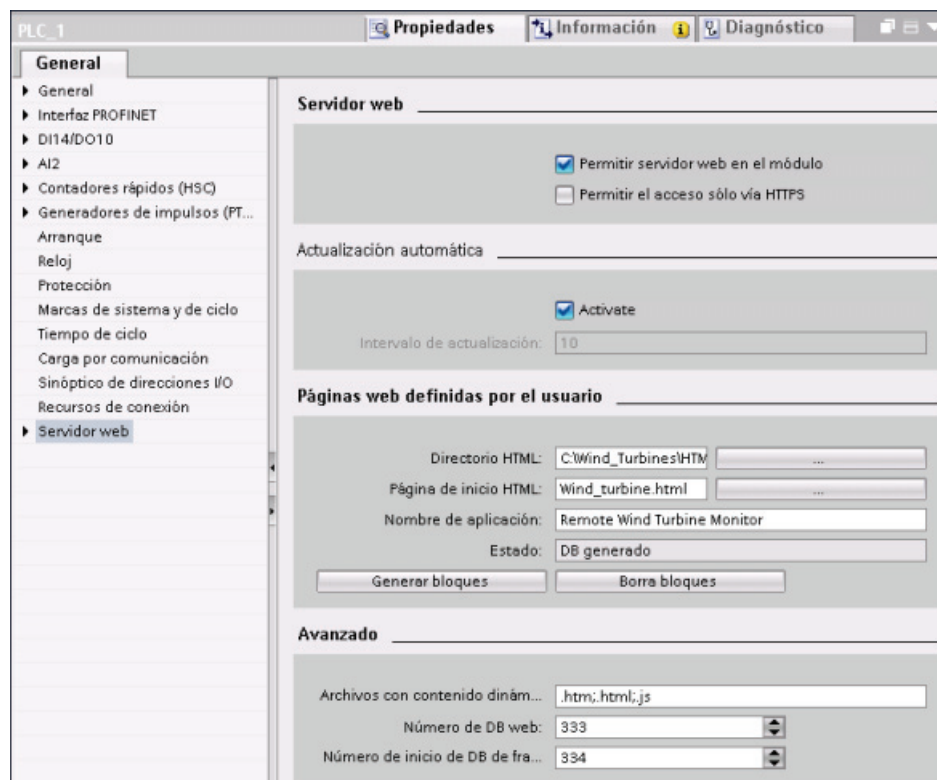 PLC_1
Propiedades
Información
Diagnóstico
General
General
Interfaz PROFINET
DI14/DO10
AI2
Contadores rápidos (HSC)
Generadores de impulsos (PT...
Arranque
Reloj
Protección
Marcas de sistema y de ciclo
Tiempo de ciclo
Carga por comunicación
Sinóptico de direcciones I/O
Recursos de conexión
Servidor web
Servidor web
Permitir servidor web en el módulo
Permitir el acceso sólo vía HTTPS
Actualización automática
Activate
Intervalo de actualización: 10
Páginas web definidas por el usuario
Directorio HTML: C:\Wind_Turbines\HTM ...
Página de inicio HTML: Wind_turbine.html ...
Nombre de aplicación: Remote Wind Turbine Monitor
Estado: DB generado
Generar bloques Borra bloques
Avanzado
Archivos con contenido dinám... .htm;.html;.js
Número de DB web: 333
Número de inicio de DB de fra... 334